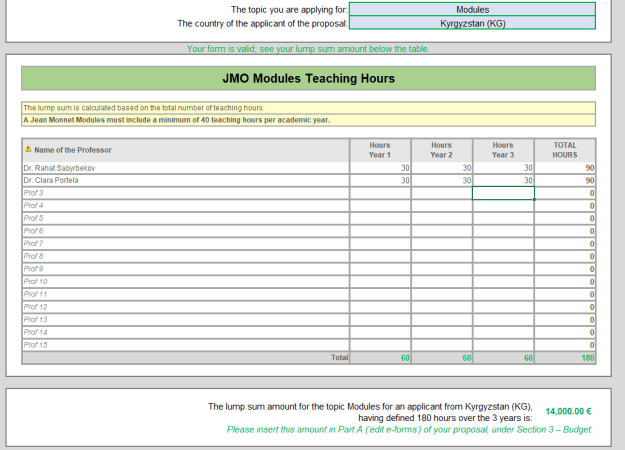 The topic you are applying for: Modules
The country of the applicant of the proposal: Kyrgyzstan (KG)
Your form is valid; see your lump sum amount below the table.
JMO Modules Teaching Hours
The lump sum is calculated based on the total number of teaching hours.
A Jean Monnet Modules must include a minimum of 40 teaching hours per academic year.
Name of the Professor Hours Year 1 Hours Year 2 Hours Year 3 TOTAL HOURS
Dr. Rahat Sabyrbekov 30 30 30 90
Dr. Clara Portela 30 30 30 90
Prof 3 0
Prof 4 0
Prof 5 0
Prof 6 0
Prof 7 0
Prof 8 0
Prof 9 0
Prof 10 0
Prof 11 0
Prof 12 0
Prof 13 0
Prof 14 0
Prof 15 0
Total 60 60 60 180
The lump sum amount for the topic Modules for an applicant from Kyrgyzstan (KG),
having defined 180 hours over the 3 years is: 14,000.00 €
Please insert this amount in Part A ('edit e-forms') of your proposal, under Section 3 – Budget